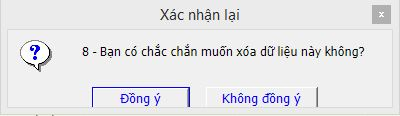 Xác nhận lại
8 - Bạn có chắc chắn muốn xóa dữ liệu này không?
Đồng ý
Không đồng ý